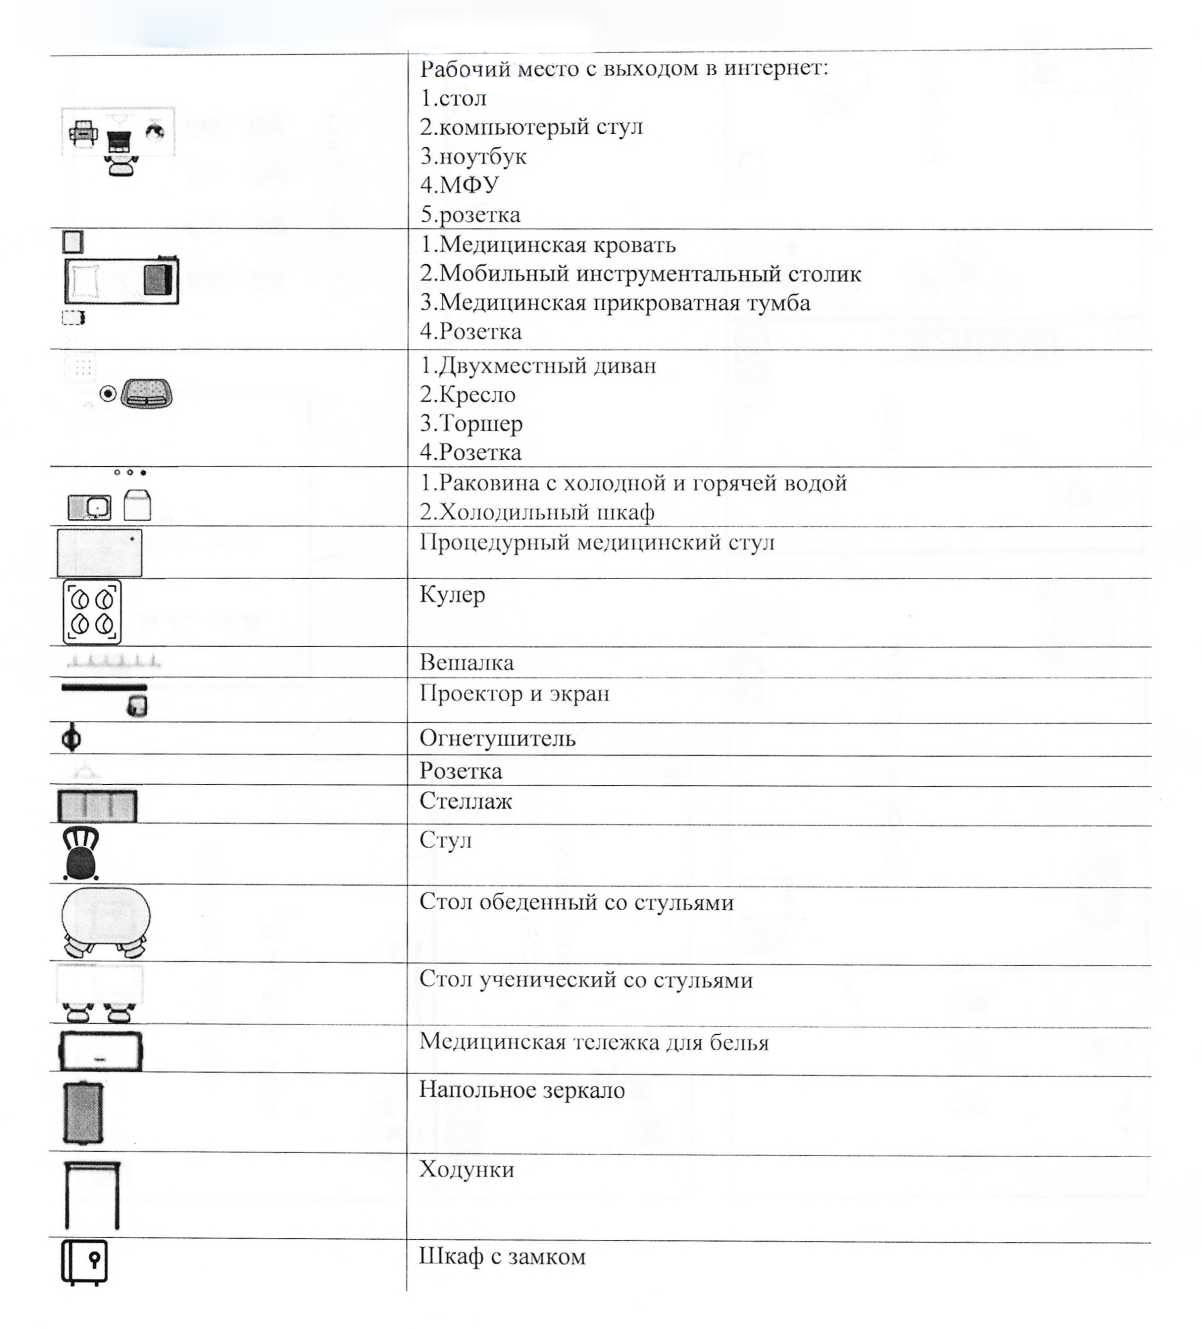 Рабочий место с выходом в интернет:
1.стол
2.компьютерый стул
3.ноутбук
4.МФУ
5.розетка
1.Медицинская кровать
2.Мобильный инструментальный столик
3.Медицинская прикроватная тумба
4.Розетка
1.Двухместный диван
2.Кресло
3.Торшер
4.Розетка
1.Раковина с холодной и горячей водой
2.Холодильный шкаф
Процедурный медицинский стул
Кулер
Вешалка
Проектор и экран
Огнетушитель
Розетка
Стеллаж
Стул
Стол обеденный со стульями
Стол ученический со стульями
Медицинская тележка для белья
Напольное зеркало
Ходунки
Шкаф с замком